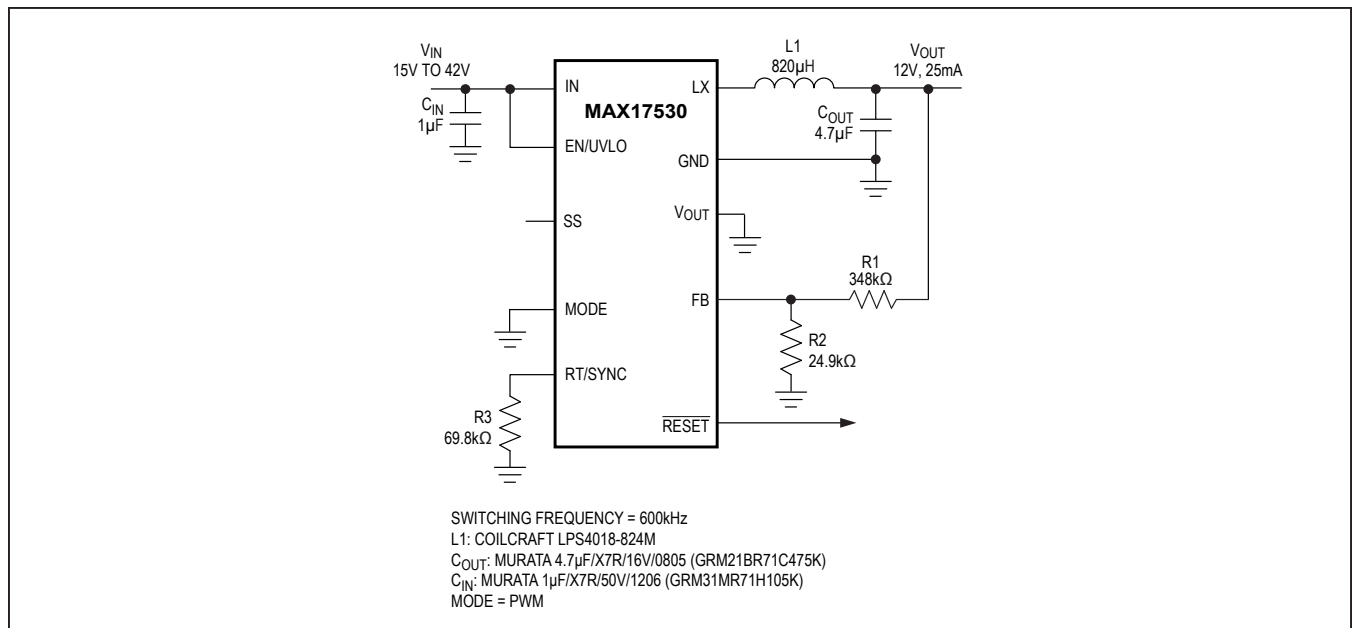 VIN
15V TO 42V
CIN
1µF
IN
EN/UVLO
SS
MODE
RT/SYNC
R3
69.8kΩ
MAX17530
LX
GND
VOUT
FB
RESET
L1
820µH
VOUT
12V, 25mA
COUT
4.7µF
R1
348kΩ
R2
24.9kΩ
SWITCHING FREQUENCY = 600kHz
L1: COILCRAFT LPS4018-824M
COUT: MURATA 4.7µF/X7R/16V/0805 (GRM21BR71C475K)
CIN: MURATA 1µF/X7R/50V/1206 (GRM31MR71H105K)
MODE = PWM